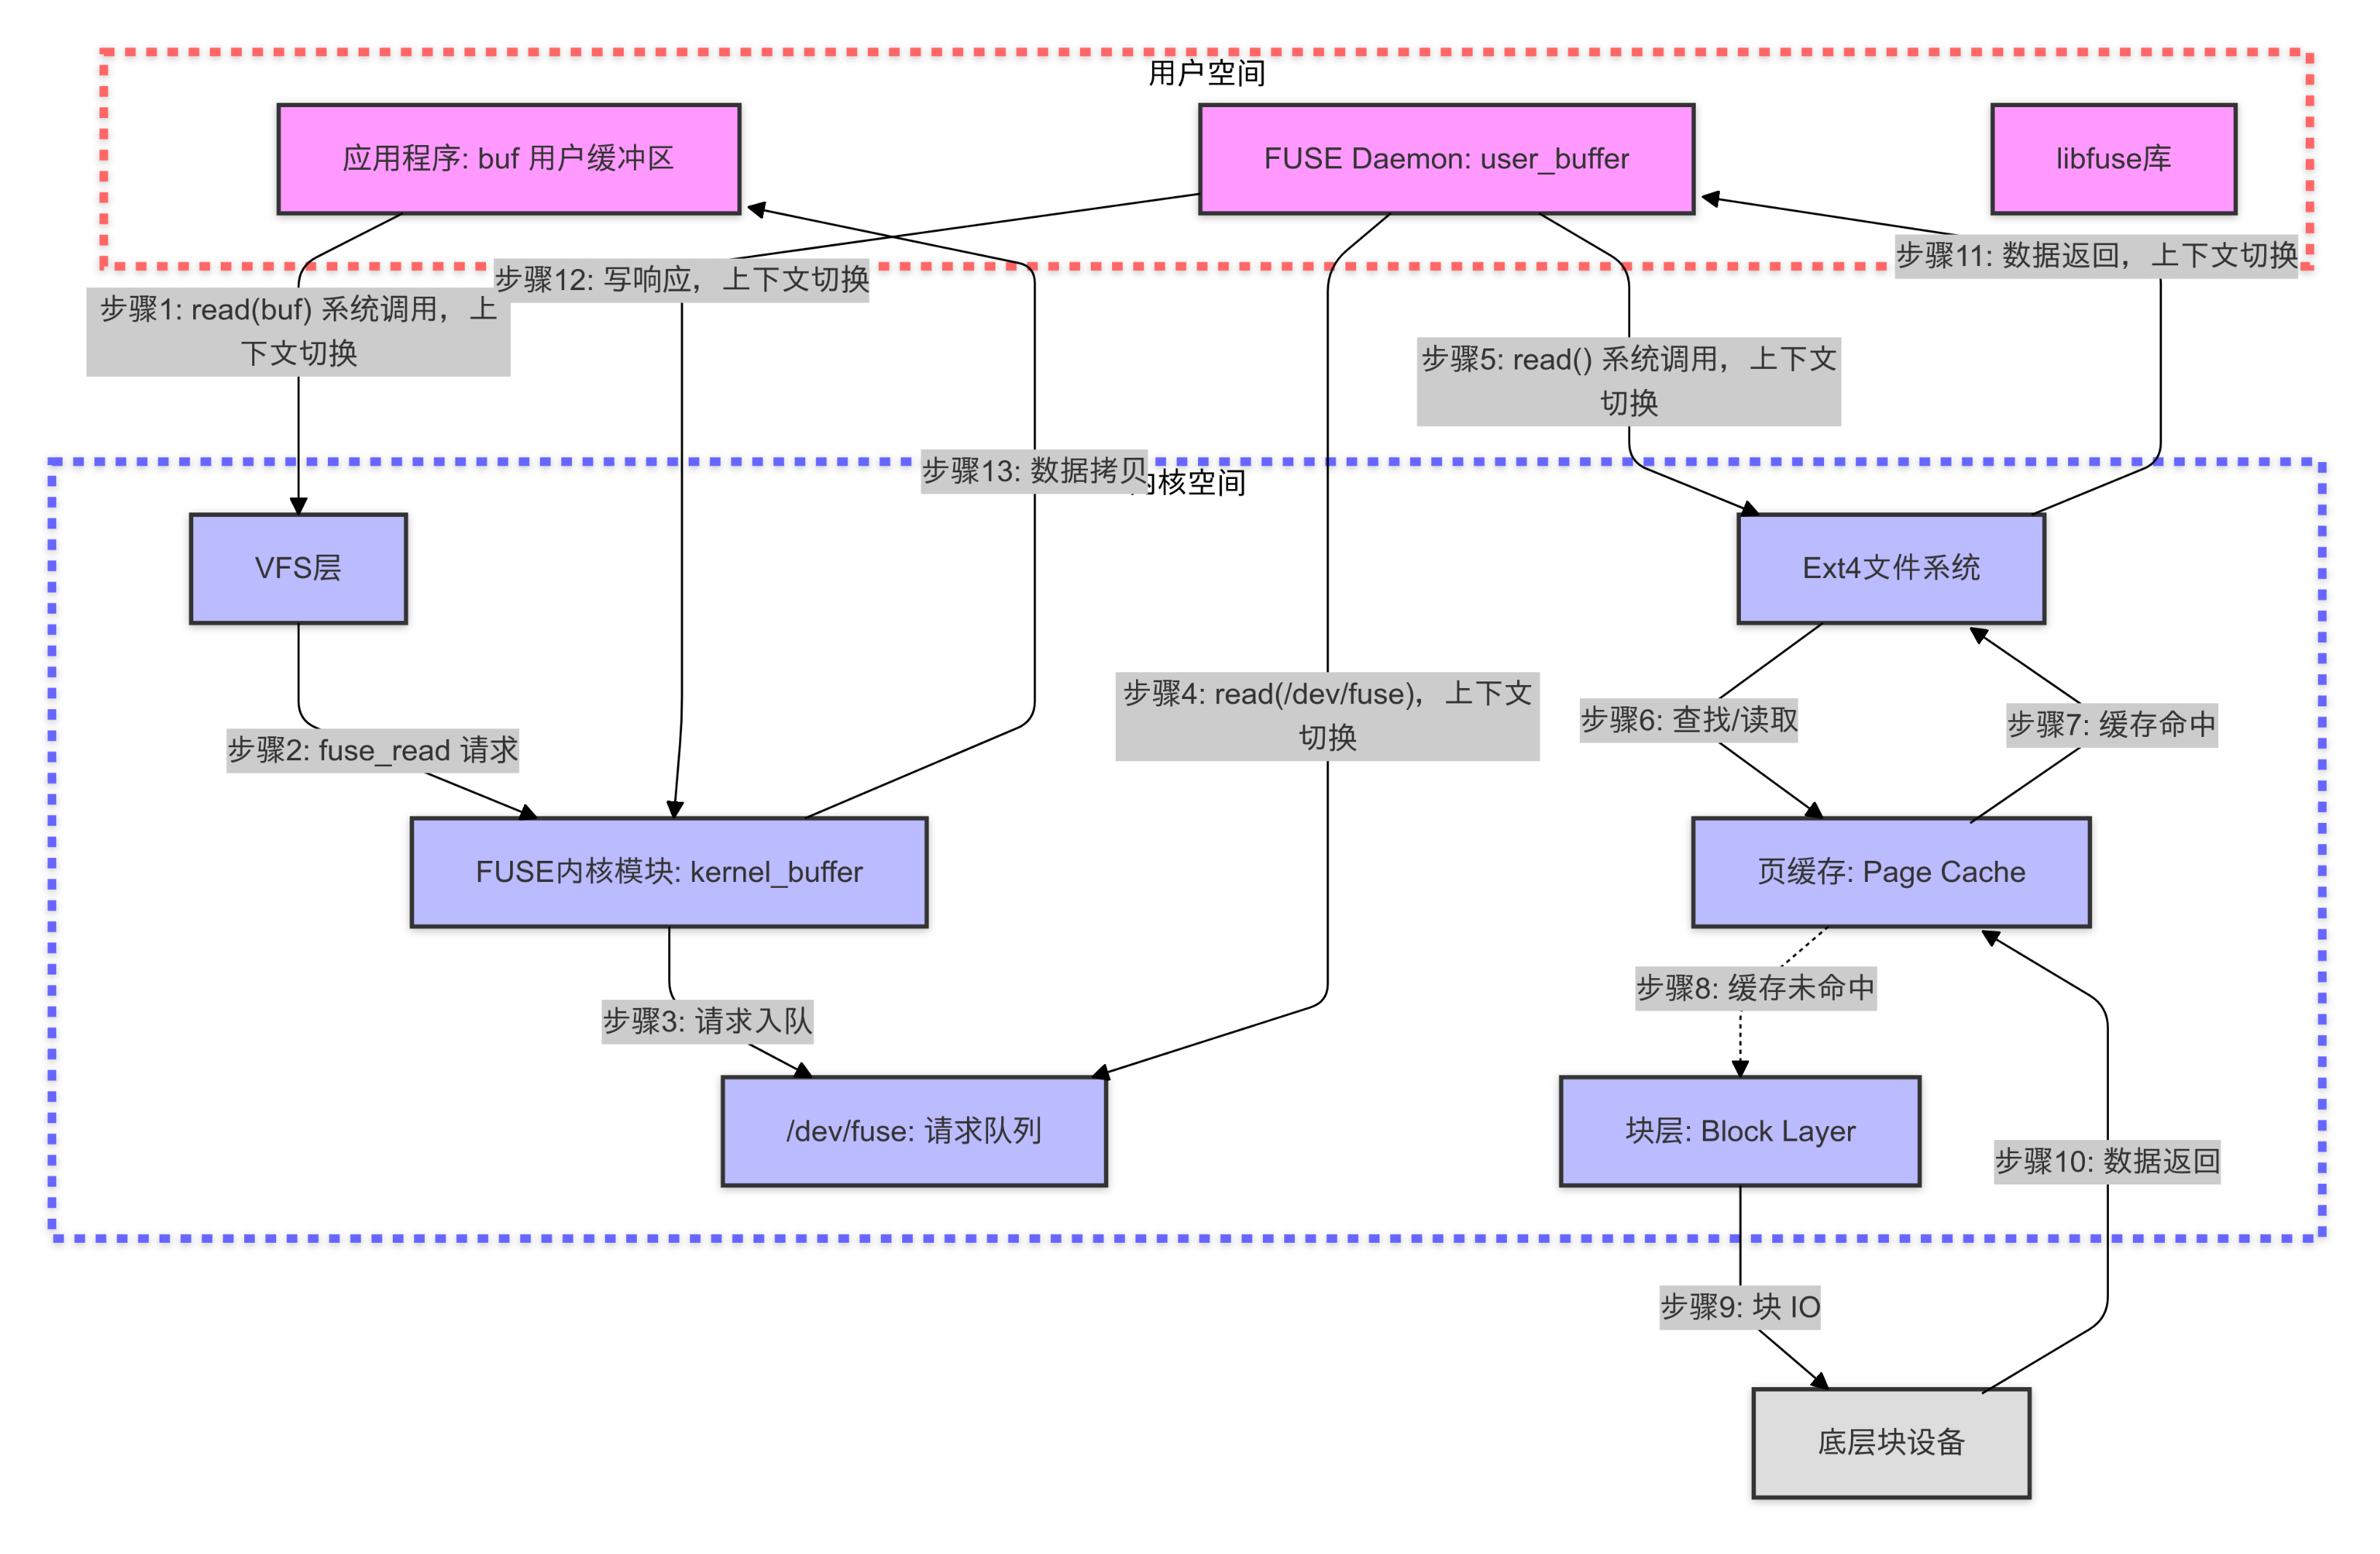 用户空间
应用程序: buf 用户缓冲区
FUSE Daemon: user_buffer
libfuse库
步骤11: 数据返回，上下文切换
步骤12: 写响应，上下文切换
步骤1: read(buf) 系统调用，上
下文切换
步骤5: read() 系统调用，上下文
切换
步骤13: 数据拷贝
内核空间
VFS层
Ext4文件系统
步骤4: read(/dev/fuse)，上下文
切换
步骤6: 查找/读取
步骤7: 缓存命中
步骤2: fuse_read 请求
FUSE内核模块: kernel_buffer
页缓存: Page Cache
步骤8: 缓存未命中
步骤3: 请求入队
/dev/fuse: 请求队列
块层: Block Layer
步骤10: 数据返回
步骤9: 块 IO
底层块设备